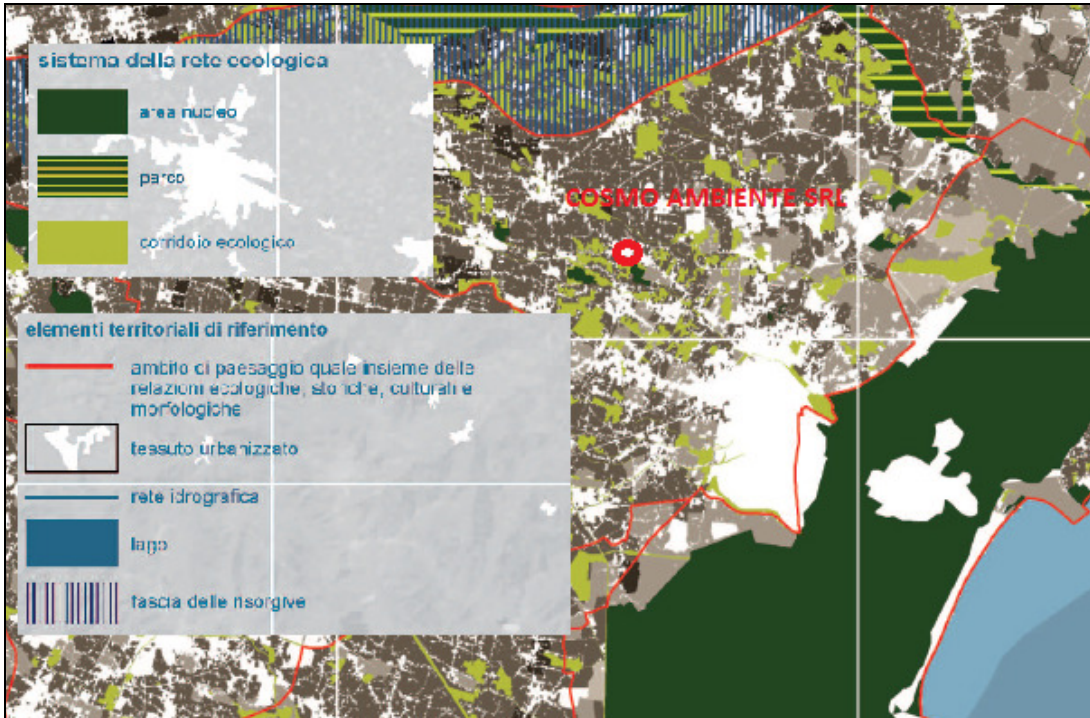 sistema della rete ecologica
area nucleo
parco
corridoio ecologico
COSMO AMBIENTE SRL
elementi territoriali di riferimento
ambito di paesaggio quale insieme delle
relazioni ecologiche, storiche, culturali e
morfologiche
tessuto urbanizzato
rete idrografica
lago
fascia delle risorgive